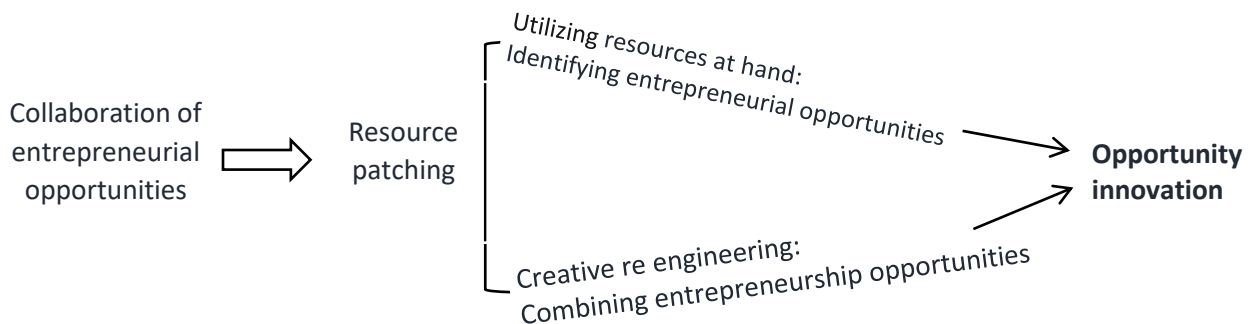 Collaboration of
entrepreneurial
opportunities
Resource
patching
Utilizing resources at hand:
Identifying entrepreneurial opportunities
Creative re engineering:
Combining entrepreneurship opportunities
Opportunity
innovation